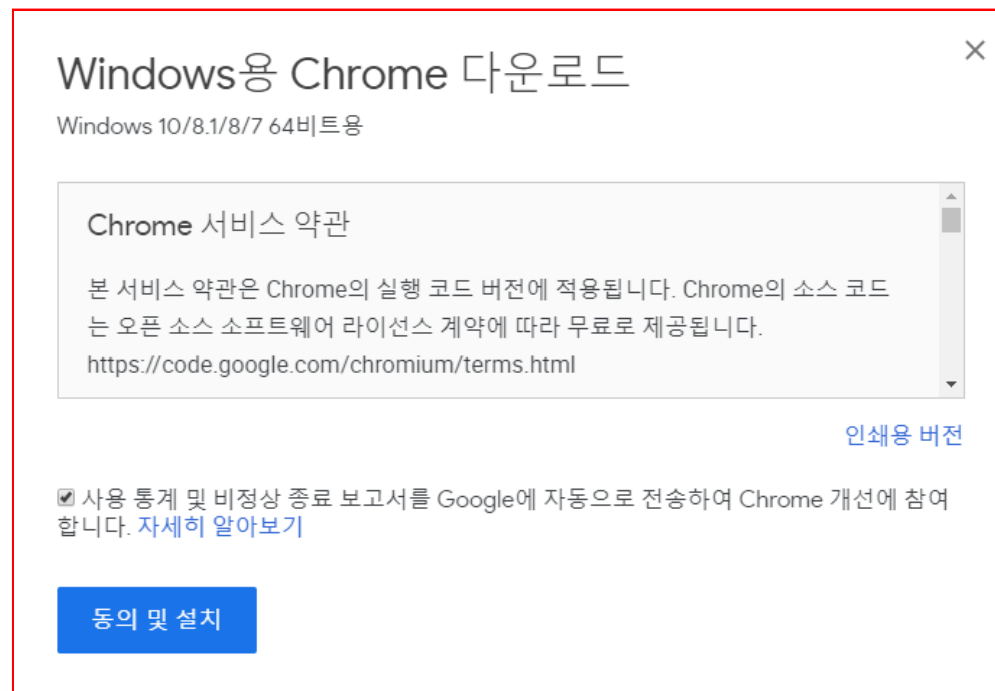 Windows용 Chrome 다운로드
Windows 10/8.1/8/7 64비트용
Chrome 서비스 약관
본 서비스 약관은 Chrome의 실행 코드 버전에 적용됩니다. Chrome의 소스 코드
는 오픈 소스 소프트웨어 라이선스 계약에 따라 무료로 제공됩니다.
https://code.google.com/chromium/terms.html
인쇄용 버전
사용 통계 및 비정상 종료 보고서를 Google에 자동으로 전송하여 Chrome 개선에 참여
합니다. 자세히 알아보기
동의 및 설치